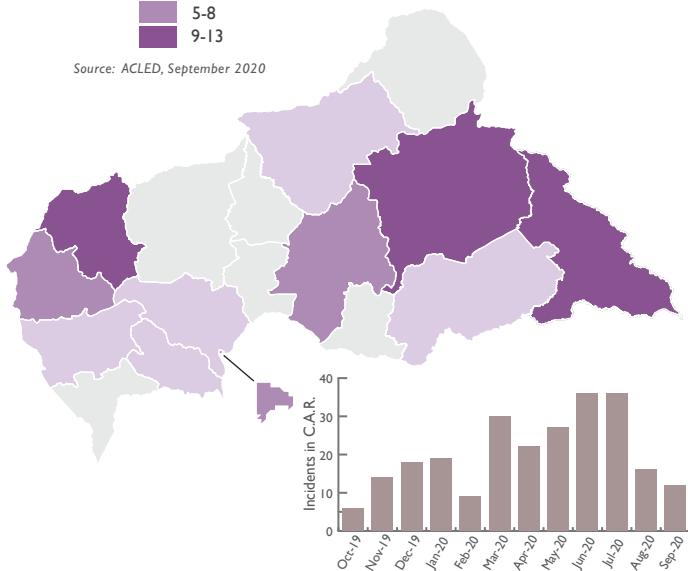 5-8
9-13
Source: ACLED, September 2020
Incidents in C.A.R.
40
30
20
10
0
Oct-19
Nov-19
Dec-19
Jan-20
Feb-20
Mar-20
Apr-20
May-20
Jun-20
Jul-20
Aug-20
Sep-20